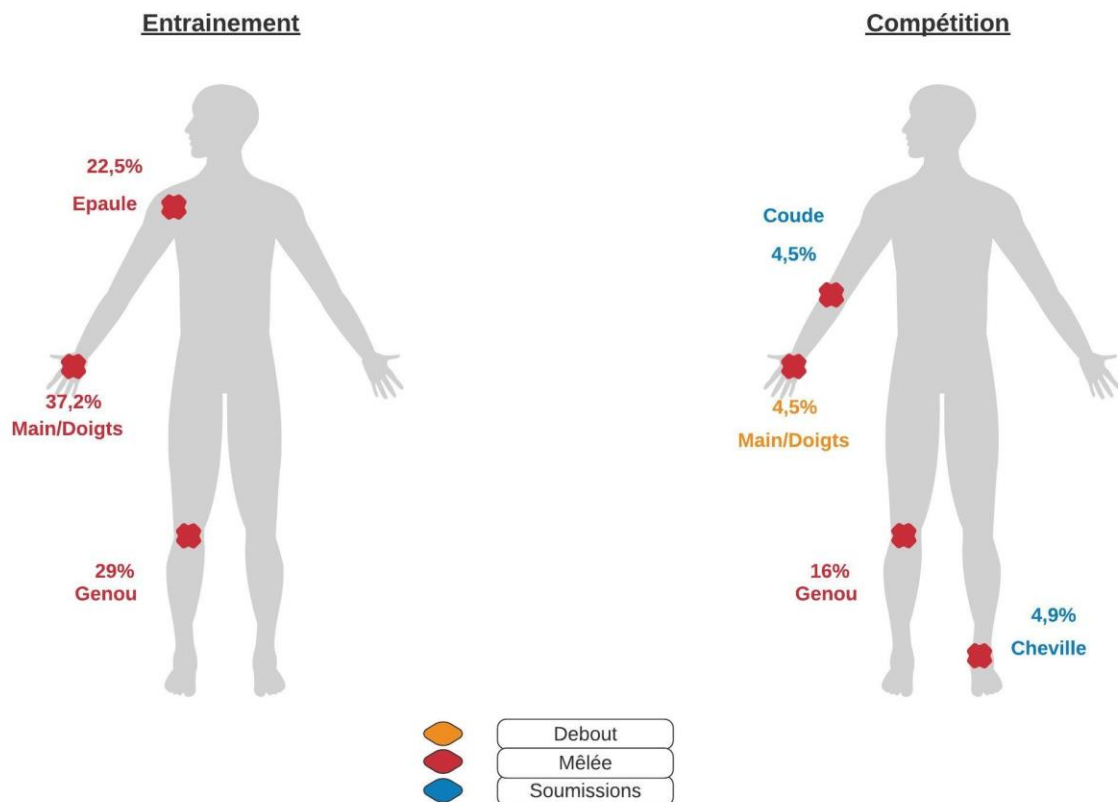 Entrainement
22,5%
Epaule
37,2%
Main/Doigts
29%
Genou
Compétition
Coude
4,5%
4,5%
Main/Doigts
16%
Genou
4,9%
Cheville
Debout
Mêlée
Soumissions